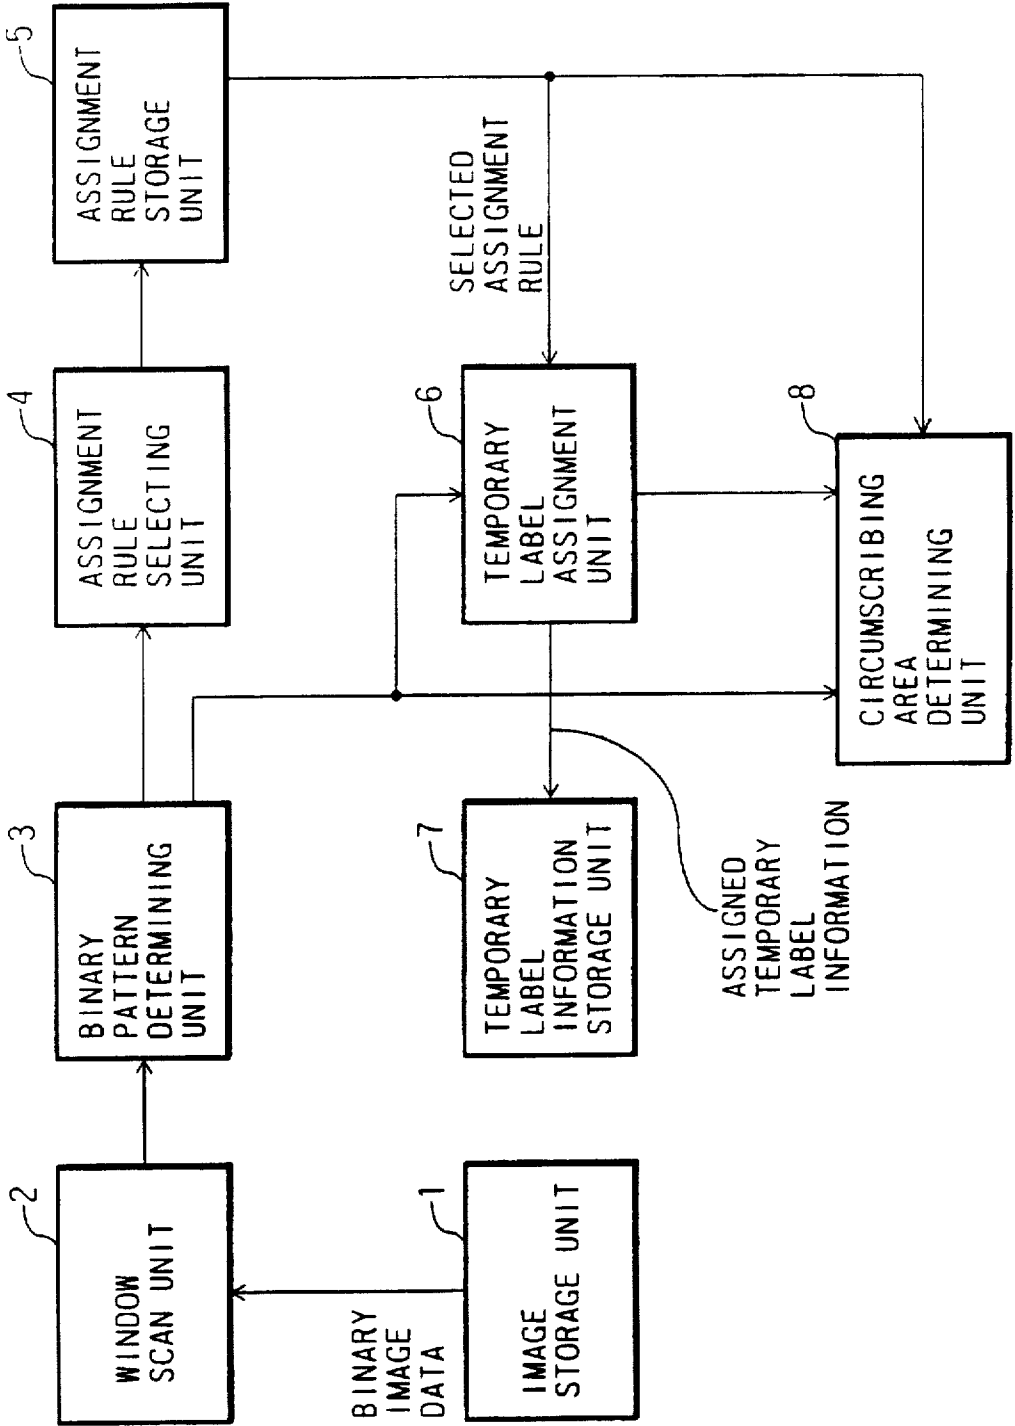 2
WINDOW
SCAN UNIT
3
BINARY
PATTERN
DETERMINING
UNIT
4
ASSIGNMENT
RULE
SELECTING
UNIT
5
ASSIGNMENT
RULE
STORAGE
UNIT
BINARY
IMAGE
DATA
SELECTED
ASSIGNMENT
RULE
1
IMAGE
STORAGE UNIT
7
TEMPORARY
LABEL
INFORMATION
STORAGE UNIT
6
TEMPORARY
LABEL
ASSIGNMENT
UNIT
ASSIGNED
TEMPORARY
LABEL
INFORMATION
8
CIRCUMSCRIBING
AREA
DETERMINING
UNIT